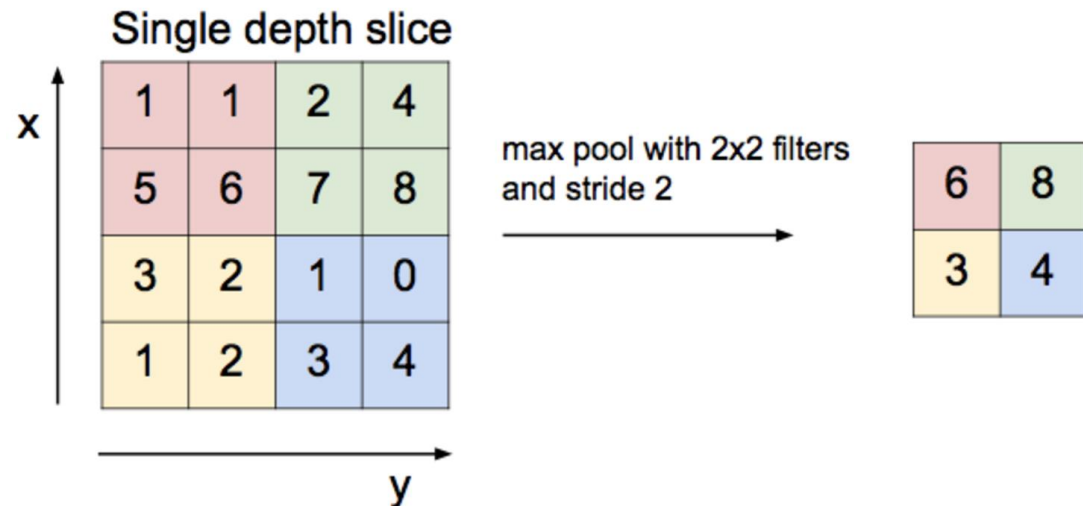 Single depth slice
x
1 1 2 4
5 6 7 8
3 2 1 0
1 2 3 4
y
max pool with 2x2 filters
and stride 2
6 8
3 4